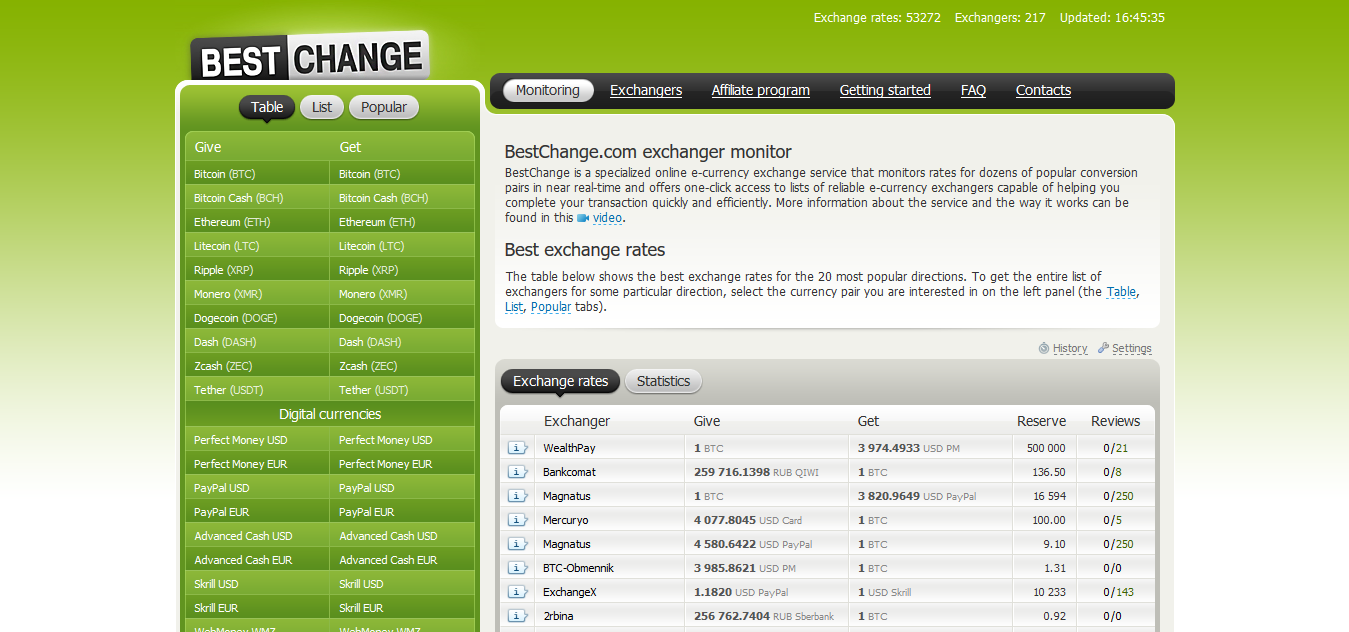 Exchange rates: 53272 Exchangers: 217 Updated: 16:45:35
BEST CHANGE
Monitoring Exchangers Affiliate program Getting started FAQ Contacts
Table List Popular
Give Get
Bitcoin (BTC) Bitcoin (BTC)
Bitcoin Cash (BCH) Bitcoin Cash (BCH)
Ethereum (ETH) Ethereum (ETH)
Litecoin (LTC) Litecoin (LTC)
Ripple (XRP) Ripple (XRP)
Monero (XMR) Monero (XMR)
Dogecoin (DOGE) Dogecoin (DOGE)
Dash (DASH) Dash (DASH)
Zcash (ZEC) Zcash (ZEC)
Tether (USDT) Tether (USDT)
Digital currencies
Perfect Money USD Perfect Money USD
Perfect Money EUR Perfect Money EUR
PayPal USD PayPal USD
PayPal EUR PayPal EUR
Advanced Cash USD Advanced Cash USD
Advanced Cash EUR Advanced Cash EUR
Skrill USD Skrill USD
Skrill EUR Skrill EUR
WebMoney WMZ WebMoney WMZ
BestChange.com exchanger monitor
BestChange is a specialized online e-currency exchange service that monitors rates for dozens of popular conversion
pairs in near real-time and offers one-click access to lists of reliable e-currency exchangers capable of helping you
complete your transaction quickly and efficiently. More information about the service and the way it works can be
found in this video.
Best exchange rates
The table below shows the best exchange rates for the 20 most popular directions. To get the entire list of
exchangers for some particular direction, select the currency pair you are interested in on the left panel (the Table,
List, Popular tabs).
History Settings
Exchange rates Statistics
Exchanger Give Get Reserve Reviews
WealthPay 1 BTC 3 974.4933 USD PM 500 000 0/21
Bankcomat 259 716.1398 RUB QIWI 1 BTC 136.50 0/8
Magnatus 1 BTC 3 820.9649 USD PayPal 16 594 0/250
Mercuryo 4 077.8045 USD Card 1 BTC 100.00 0/5
Magnatus 4 580.6422 USD PayPal 1 BTC 9.10 0/250
BTC-Obmennik 3 985.8621 USD PM 1 BTC 1.31 0/0
ExchangeX 1.1820 USD PayPal 1 USD Skrill 10 233 0/143
2rbina 256 762.7404 RUB Sberbank 1 BTC 0.92 0/0